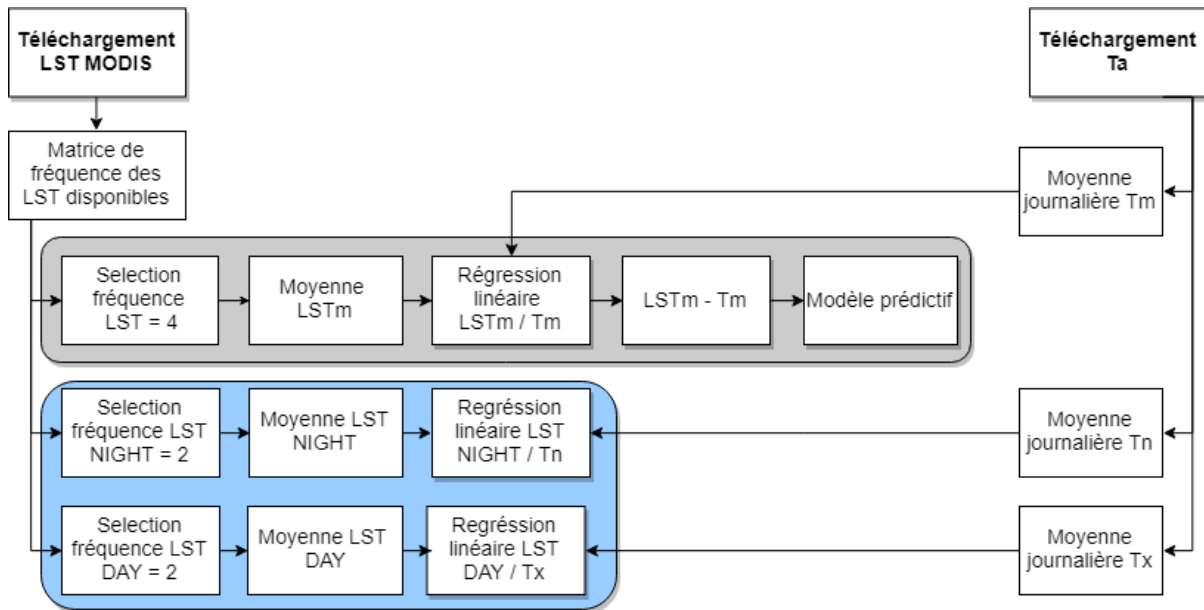 Téléchargement
LST MODIS
Téléchargement
Ta
Matrice de
fréquence des
LST disponibles
Moyenne
journalière Tm
Selection
fréquence
LST = 4
Moyenne
LSTm
Régression
linéaire
LSTm / Tm
LSTm - Tm
Modèle prédictif
Selection
fréquence LST
NIGHT = 2
Moyenne LST
NIGHT
Regréssion
linéaire LST
NIGHT / Tn
Moyenne
journalière Tn
Selection
fréquence LST
DAY = 2
Moyenne LST
DAY
Regréssion
linéaire LST
DAY / Tx
Moyenne
journalière Tx